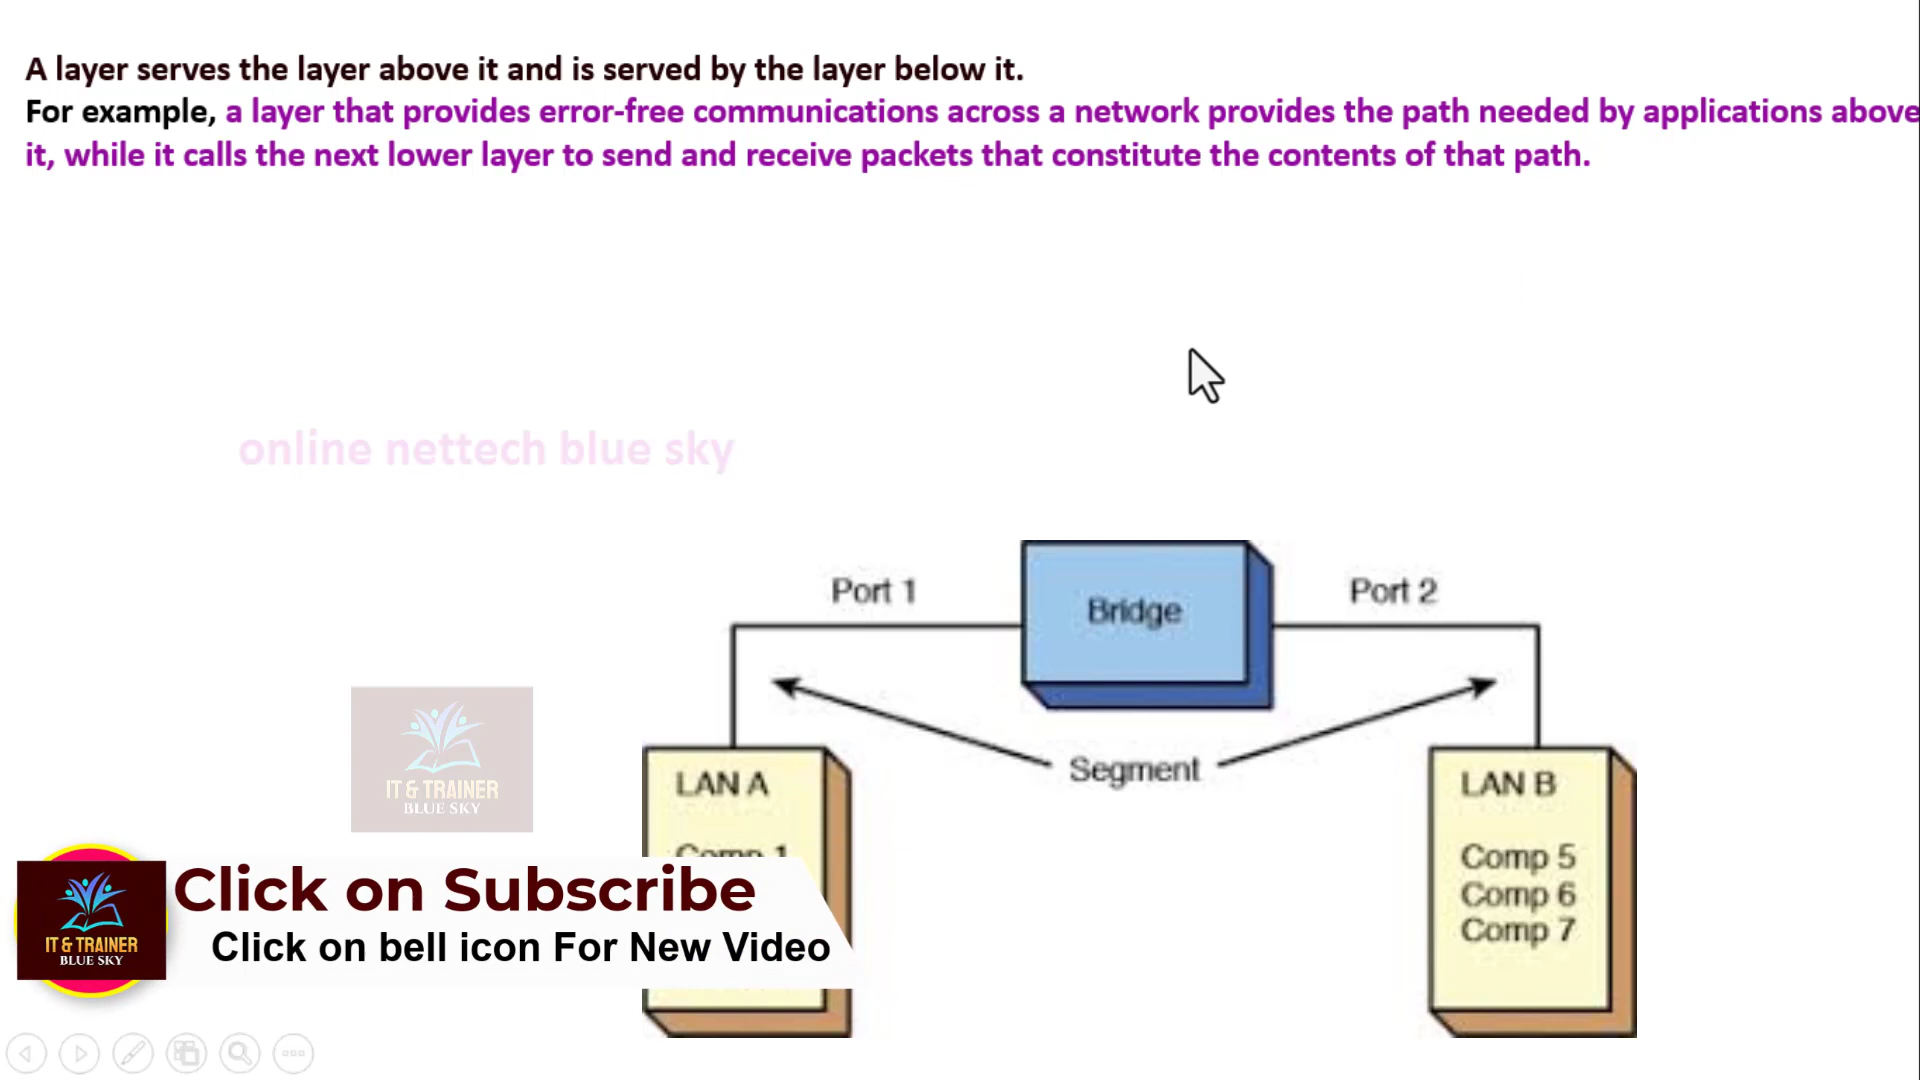 A layer serves the layer above it and is served by the layer below it.
For example, a layer that provides error-free communications across a network provides the path needed by applications above
it, while it calls the next lower layer to send and receive packets that constitute the contents of that path.
online nettech blue sky
Port 1
Bridge
Port 2
Segment
LAN A
Comp 1
LAN B
Comp 5
Comp 6
Comp 7
IT & TRAINER
BLUE SKY
Click on Subscribe
Click on bell icon For New Video
IT & TRAINER
BLUE SKY